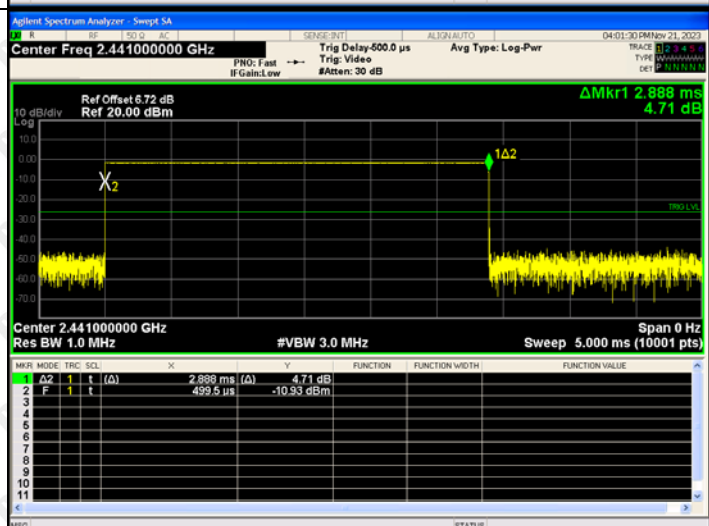 Agilent Spectrum Analyzer - Swept SA
R RF 50 Ω AC SENSE:INT ALIGN AUTO 04:01:30 PM Nov 21, 2023
Center Freq 2.441000000 GHz
PNO: Fast
IFGain:Low
Trig Delay-500.0 µs
Trig: Video
#Atten: 30 dB
Avg Type: Log-Pwr
TRACE 1 2 3 4 5 6
TYPE W
DET P N N N N N
ΔMkr1 2.888 ms
4.71 dB
Ref Offset 6.72 dB
10 dB/div Ref 20.00 dBm
Log
10.0
0.00
-10.0
-20.0
-30.0
-40.0
-50.0
-60.0
-70.0
1Δ2
X2
TRIG LVL
Center 2.441000000 GHz Span 0 Hz
Res BW 1.0 MHz #VBW 3.0 MHz Sweep 5.000 ms (10001 pts)
MKR MODE TRC SCL X Y FUNCTION FUNCTION WIDTH FUNCTION VALUE
1 Δ2 1 t (Δ) 2.888 ms (Δ) 4.71 dB
2 F 1 t 499.5 µs -10.93 dBm
3
4
5
6
7
8
9
10
11
MSG STATUS